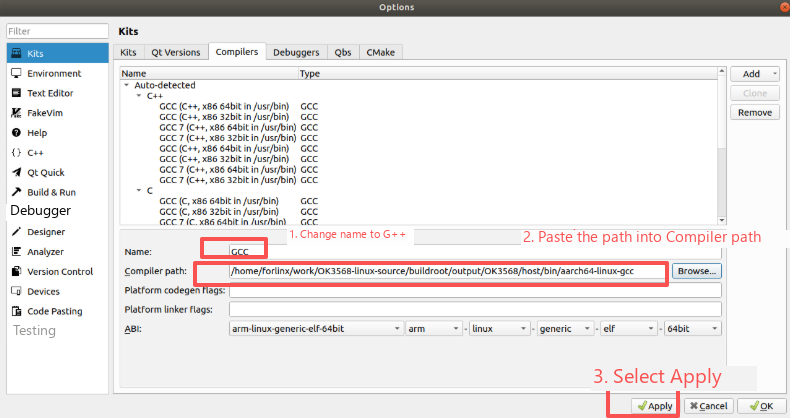 Options
Filter
Kits
Kits
Environment
Text Editor
FakeVim
Help
{ } C++
Qt Quick
Build & Run
Debugger
Designer
Analyzer
Version Control
Devices
Code Pasting
Testing
Kits Qt Versions Compilers Debuggers Qbs CMake
Name Type
Auto-detected
C++
GCC (C++, x86 64bit in /usr/bin) GCC
GCC (C++, x86 32bit in /usr/bin) GCC
GCC 7 (C++, x86 64bit in /usr/bin) GCC
GCC 7 (C++, x86 32bit in /usr/bin) GCC
GCC (C++, x86 64bit in /usr/bin) GCC
GCC (C++, x86 32bit in /usr/bin) GCC
GCC 7 (C++, x86 64bit in /usr/bin) GCC
GCC 7 (C++, x86 32bit in /usr/bin) GCC
C
GCC (C, x86 64bit in /usr/bin) GCC
GCC (C, x86 32bit in /usr/bin) GCC
GCC 7 (C, x86 64bit in /usr/bin) GCC
Add
Clone
Remove
1. Change name to G++
2. Paste the path into Compiler path
Name: GCC
Compiler path: /home/forlinx/work/OK3568-linux-source/buildroot/output/OK3568/host/bin/aarch64-linux-gcc Browse...
Platform codegen flags:
Platform linker flags:
ABI: arm-linux-generic-elf-64bit arm - linux - generic - elf - 64bit
3. Select Apply
Apply Cancel OK